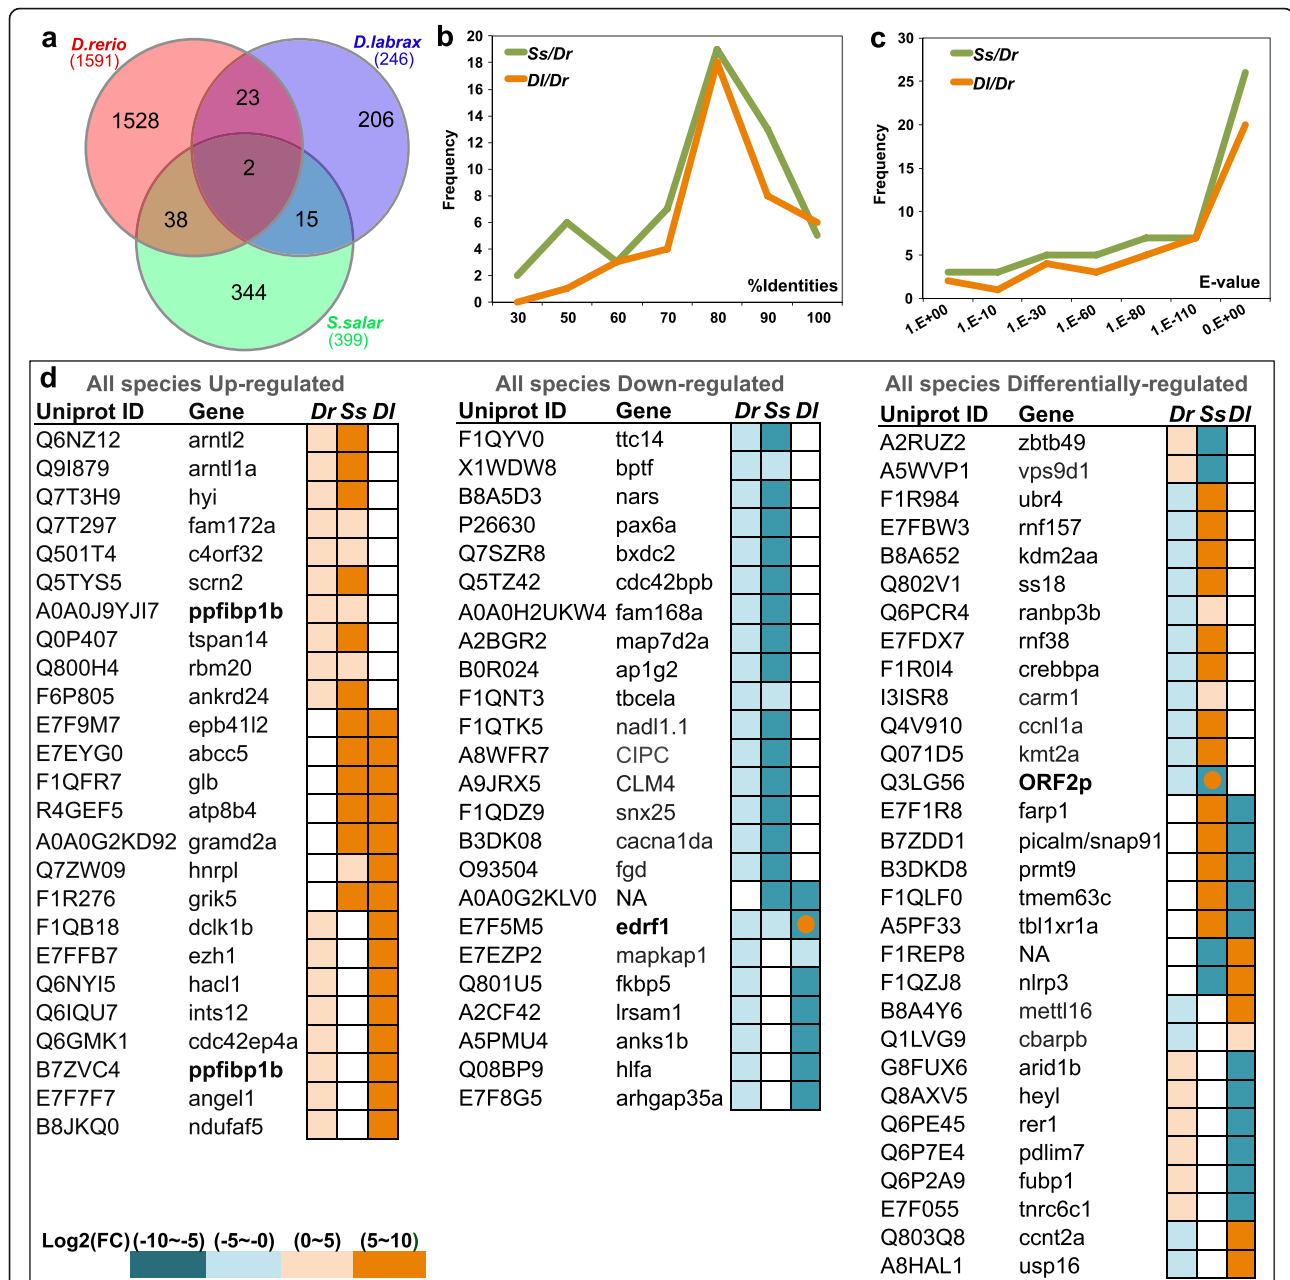 a
D.rerio
(1591)
D.labrax
(246)
1528
23
206
2
38
15
344
S.salar
(399)
b
Ss/Dr
Dl/Dr
Frequency
20
18
16
14
12
10
8
6
4
2
0
%Identities
30 50 60 70 80 90 100
c
Ss/Dr
Dl/Dr
Frequency
30
25
20
15
10
5
0
E-value
1.E+00 1.E-10 1.E-30 1.E-60 1.E-80 1.E-110 0.E+00
d
All species Up-regulated
Uniprot ID Gene Dr Ss Dl
Q6NZ12 arntl2
Q9I879 arntl1a
Q7T3H9 hyi
Q7T297 fam172a
Q501T4 c4orf32
Q5TYS5 scrn2
A0A0J9YJI7 ppfibp1b
Q0P407 tspan14
Q800H4 rbm20
F6P805 ankrd24
E7F9M7 epb41l2
E7EYG0 abcc5
F1QFR7 glb
R4GEF5 atp8b4
A0A0G2KD92 gramd2a
Q7ZW09 hnrpl
F1R276 grik5
F1QB18 dclk1b
E7FFB7 ezh1
Q6NYI5 hacl1
Q6IQU7 ints12
Q6GMK1 cdc42ep4a
B7ZVC4 ppfibp1b
E7F7F7 angel1
B8JKQ0 ndufaf5
All species Down-regulated
Uniprot ID Gene Dr Ss Dl
F1QYV0 ttc14
X1WDW8 bptf
B8A5D3 nars
P26630 pax6a
Q7SZR8 bxdc2
Q5TZ42 cdc42bpb
A0A0H2UKW4 fam168a
A2BGR2 map7d2a
B0R024 ap1g2
F1QNT3 tbcela
F1QTK5 nadl1.1
A8WFR7 CIPC
A9JRX5 CLM4
F1QDZ9 snx25
B3DK08 cacna1da
O93504 fgd
A0A0G2KLV0 NA
E7F5M5 edrf1
E7EZP2 mapkap1
Q801U5 fkbp5
A2CF42 lrsam1
A5PMU4 anks1b
Q08BP9 hlfa
E7F8G5 arhgap35a
All species Differentially-regulated
Uniprot ID Gene Dr Ss Dl
A2RUZ2 zbtb49
A5WVP1 vps9d1
F1R984 ubr4
E7FBW3 rnf157
B8A652 kdm2aa
Q802V1 ss18
Q6PCR4 ranbp3b
E7FDX7 rnf38
F1R0I4 crebbpa
I3ISR8 carm1
Q4V910 ccnl1a
Q071D5 kmt2a
Q3LG56 ORF2p
E7F1R8 farp1
B7ZDD1 picalm/snap91
B3DKD8 prmt9
F1QLF0 tmem63c
A5PF33 tbl1xr1a
F1REP8 NA
F1QZJ8 nlrp3
B8A4Y6 mettl16
Q1LVG9 cbarpb
G8FUX6 arid1b
Q8AXV5 heyl
Q6PE45 rer1
Q6P7E4 pdlim7
Q6P2A9 fubp1
E7F055 tnrc6c1
Q803Q8 ccnt2a
A8HAL1 usp16
Log2(FC) (-10~-5) (-5~-0) (0~5) (5~10)